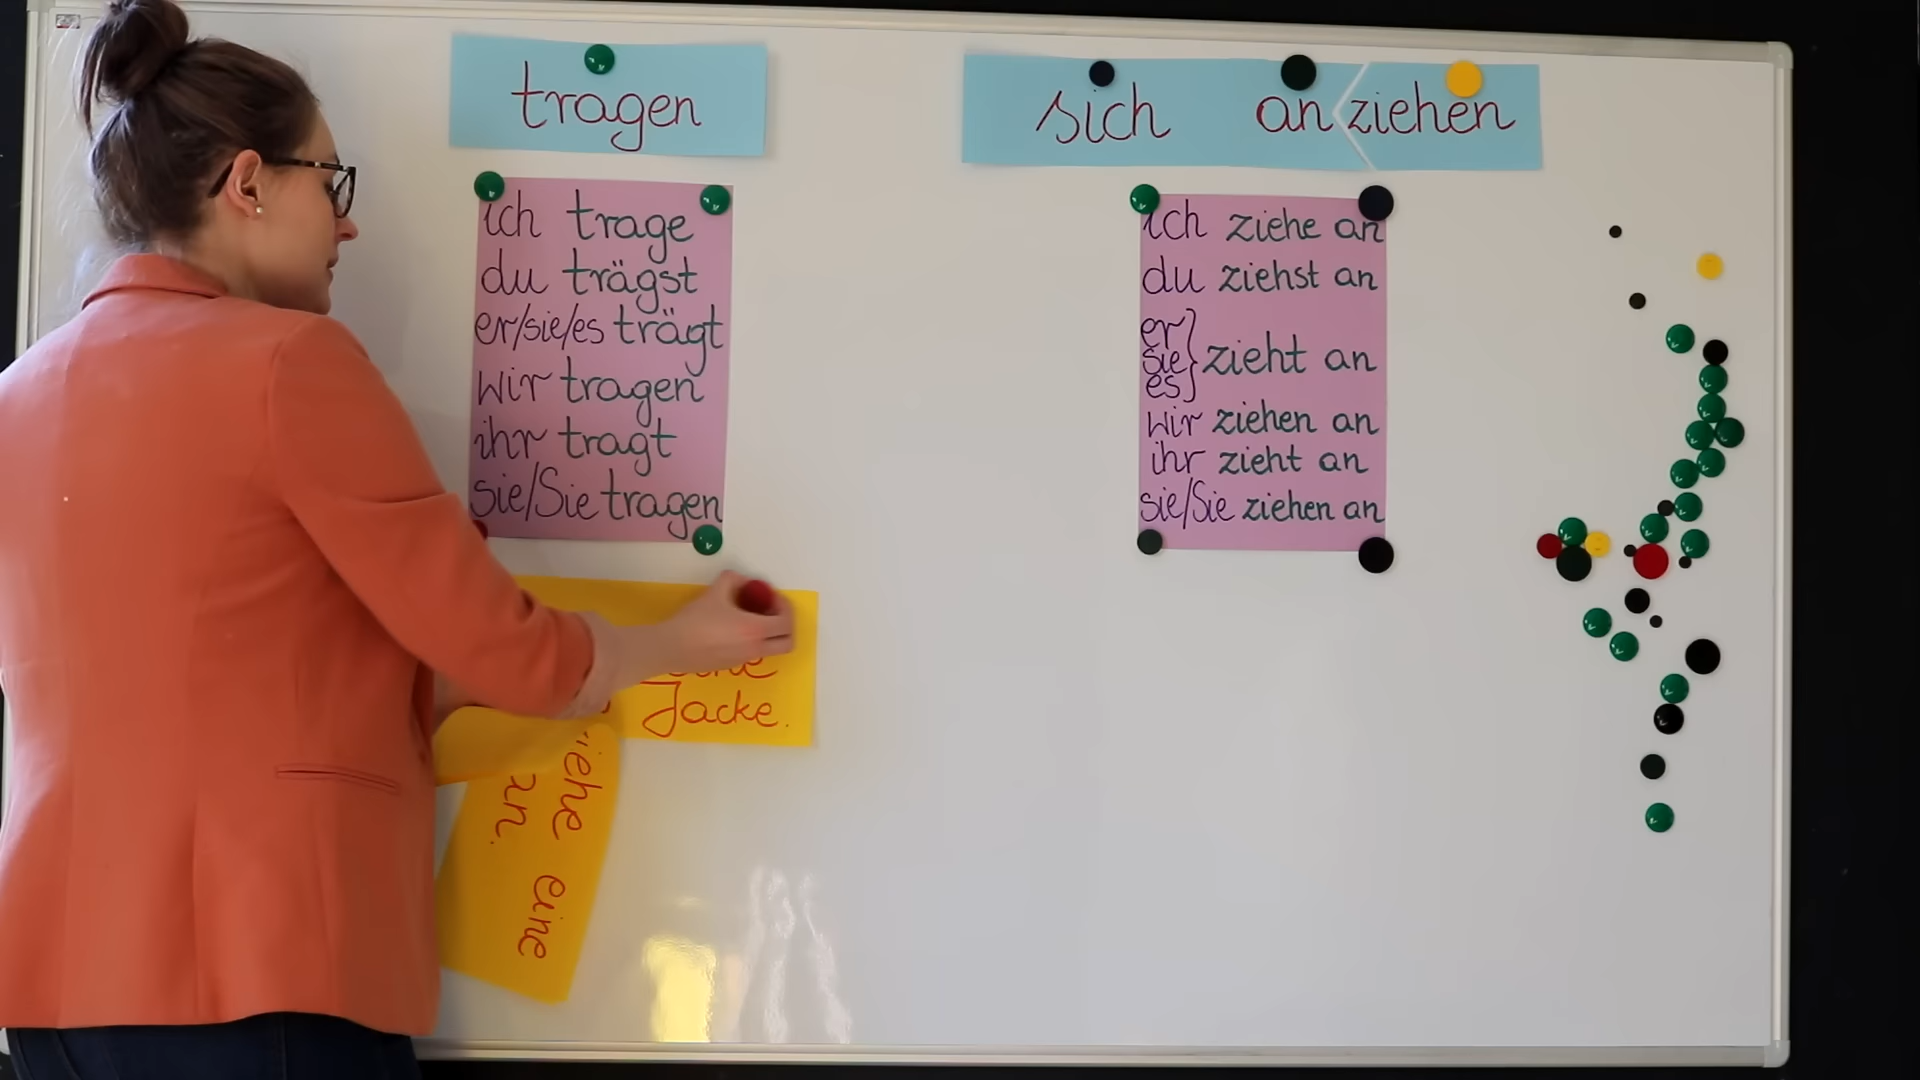 tragen
sich an ziehen
ich trage
du trägst
er/sie/es trägt
wir tragen
ihr tragt
sie/Sie tragen
ich ziehe an
du ziehst an
er
sie
es
zieht an
wir ziehen an
ihr zieht an
sie/Sie ziehen an
Jacke.
eine
an.